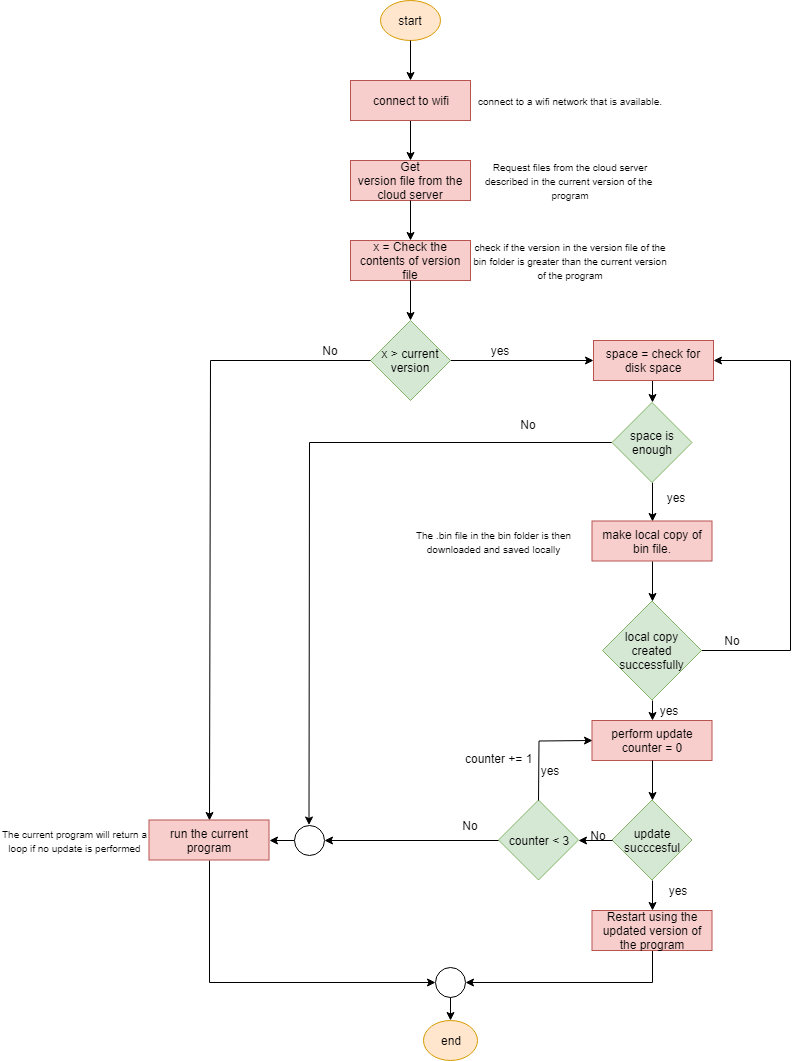 start
connect to wifi
connect to a wifi network that is available.
Get
version file from the
cloud server
Request files from the cloud server
described in the current version of the
program
x = Check the
contents of version
file
check if the version in the version file of the
bin folder is greater than the current version
of the program
No
x > current
version
yes
space = check for
disk space
No
space is
enough
yes
The .bin file in the bin folder is then
downloaded and saved locally
make local copy of
bin file.
local copy
created
successfully
No
yes
perform update
counter = 0
counter += 1
yes
The current program will return a
loop if no update is performed
run the current
program
No
counter < 3
No
update
succcesful
yes
Restart using the
updated version of
the program
end